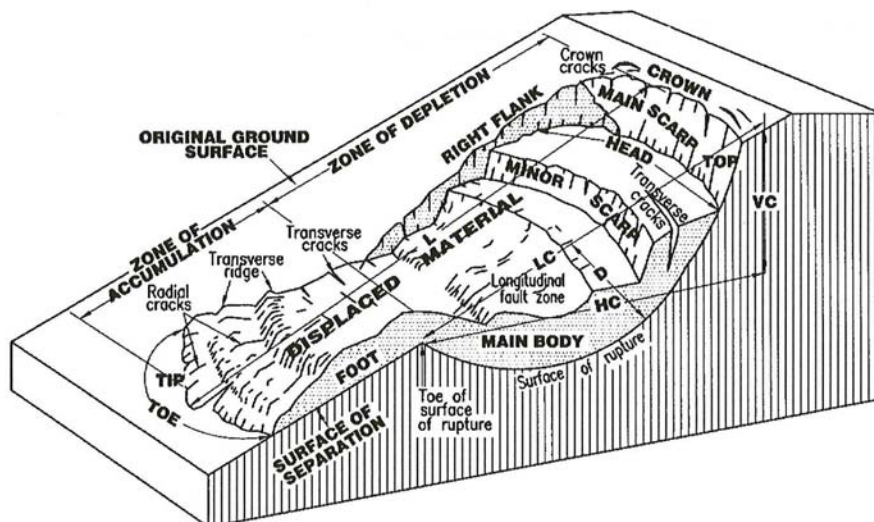 Crown
cracks
CROWN
MAIN SCARP
TOP
ZONE OF DEPLETION
ORIGINAL GROUND
SURFACE
RIGHT FLANK
HEAD
MINOR SCARP
Transverse
cracks
VC
ZONE OF
ACCUMULATION
Transverse
cracks
Transverse
ridge
Radial
cracks
L
LC
D
HC
Longitudinal
fault zone
DISPLACED MATERIAL
MAIN BODY
Surface of rupture
FOOT
TIP
TOE
Toe of
surface
of rupture
SURFACE OF
SEPARATION